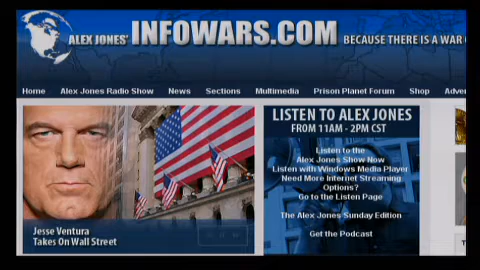 ALEX JONES' INFOWARS.COM BECAUSE THERE IS A WAR
Home Alex Jones Radio Show News Sections Multimedia Prison Planet Forum Shop
LISTEN TO ALEX JONES
FROM 11AM - 2PM CST
Listen to the
Alex Jones Show Now
Listen with Windows Media Player
Need More Internet Streaming
Options?
Go to the Listen Page
The Alex Jones Sunday Edition
Get the Podcast
Jesse Ventura
Takes On Wall Street